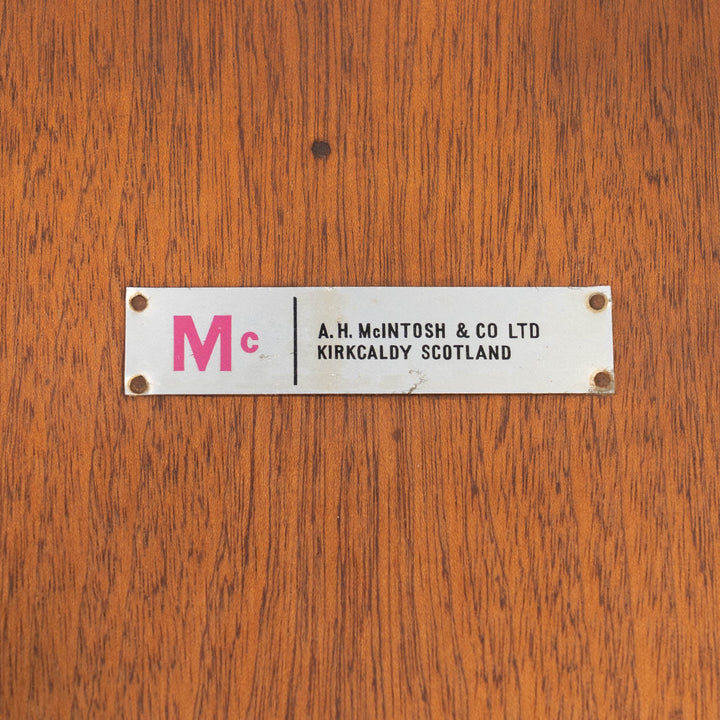 Mc
A.H. McINTOSH & CO LTD
KIRKCALDY SCOTLAND